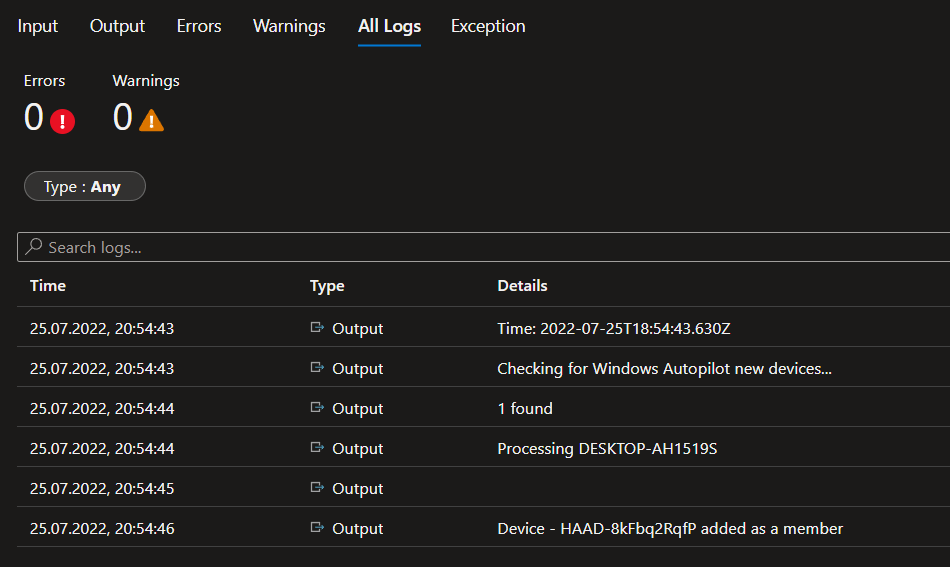 Input Output Errors Warnings All Logs Exception
Errors Warnings
0 0
Type : Any
Search logs...
Time Type Details
25.07.2022, 20:54:43 Output Time: 2022-07-25T18:54:43.630Z
25.07.2022, 20:54:43 Output Checking for Windows Autopilot new devices...
25.07.2022, 20:54:44 Output 1 found
25.07.2022, 20:54:44 Output Processing DESKTOP-AH1519S
25.07.2022, 20:54:45 Output
25.07.2022, 20:54:46 Output Device - HAAD-8kFbq2RqfP added as a member